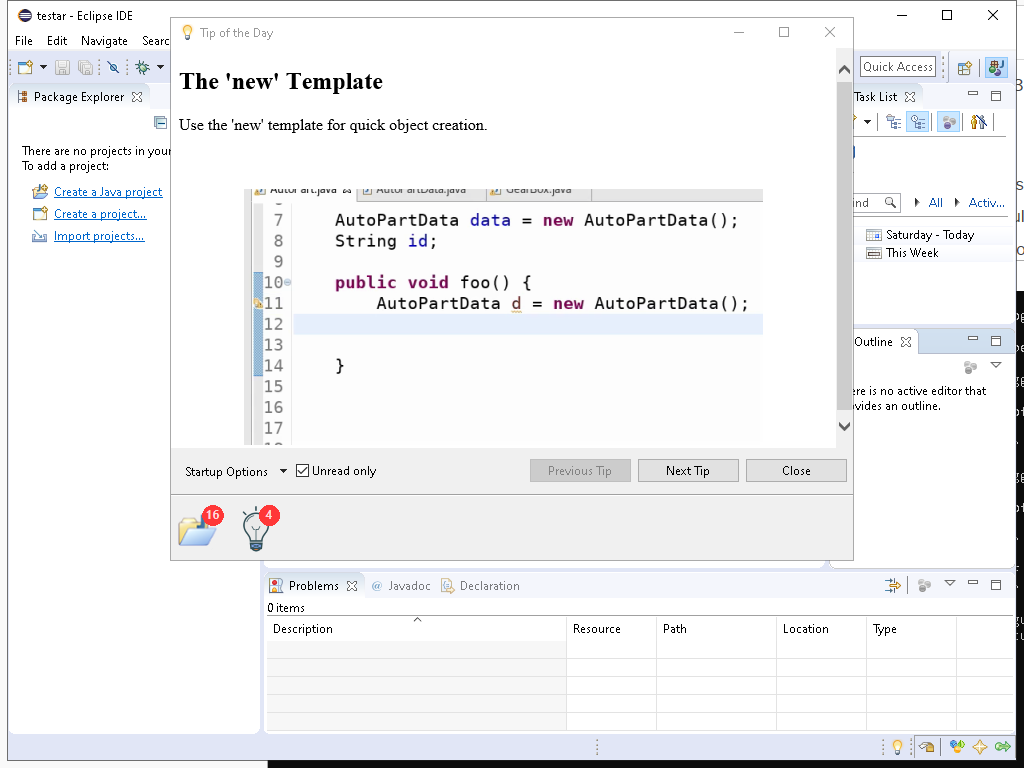 testar - Eclipse IDE
File Edit Navigate
Tip of the Day
Quick Access
Package Explorer
Task List
The 'new' Template
Use the 'new' template for quick object creation.
There are no projects in your
To add a project:
Create a Java project
Create a project...
Import projects...
All Activ...
Saturday - Today
This Week
AutoPart.java AutoPartData.java GearBox.java
7 AutoPartData data = new AutoPartData();
8 String id;
9
10 public void foo() {
11 AutoPartData d = new AutoPartData();
12
13
14 }
15
16
17
Outline
is no active editor that
an outline.
Startup Options Unread only Previous Tip Next Tip Close
16 4
Problems Javadoc Declaration
0 items
Description Resource Path Location Type